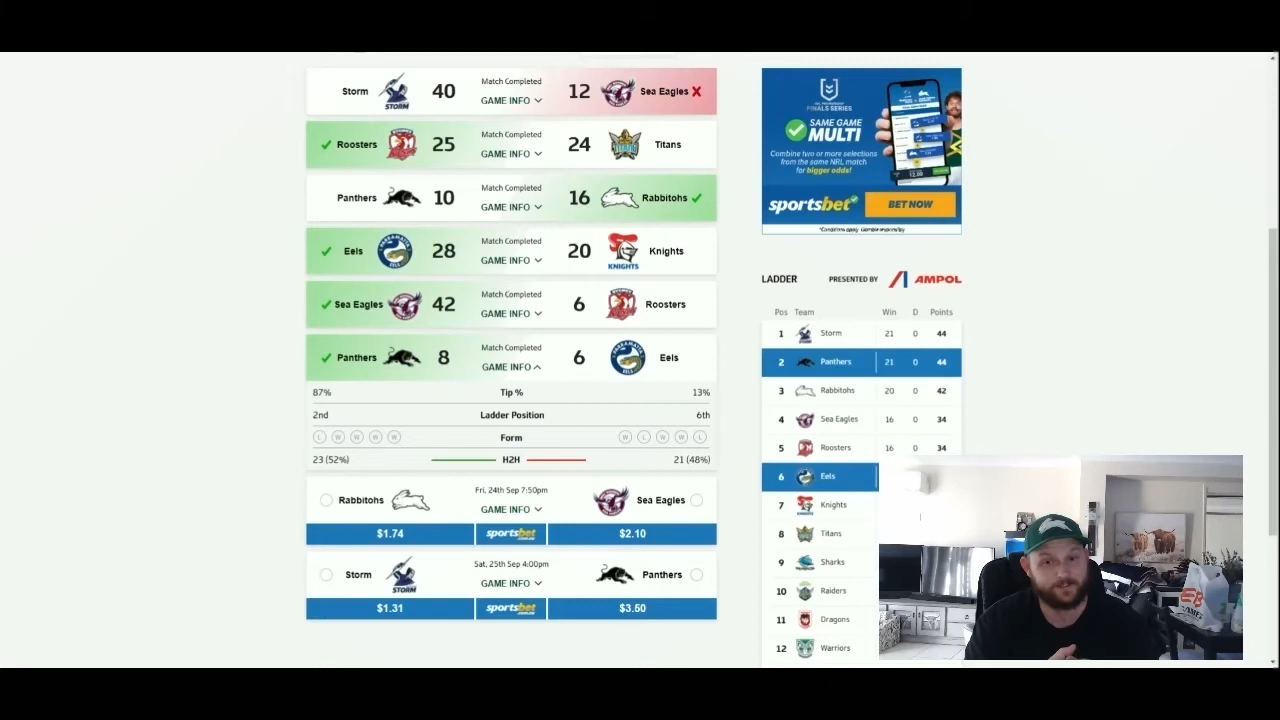 Storm STORM 40 Match Completed GAME INFO 12 Sea Eagles
Roosters 25 Match Completed GAME INFO 24 Titans
Panthers 10 Match Completed GAME INFO 16 Rabbitohs
Eels 28 Match Completed GAME INFO 20 KNIGHTS Knights
Sea Eagles 42 Match Completed GAME INFO 6 Roosters
Panthers 8 Match Completed GAME INFO 6 Eels
87% Tip % 13%
2nd Ladder Position 6th
L W W W W Form W L W W L
23 (52%) H2H 21 (48%)
Rabbitohs Fri, 24th Sep 7:50pm GAME INFO Sea Eagles
$1.74 sportsbet $2.10
Storm STORM Sat, 25th Sep 4:00pm GAME INFO Panthers
$1.31 sportsbet $3.50
FINALS SERIES
SAME GAME
MULTI
Combine two or more selections
from the same NRL match
for bigger odds!
sportsbet BET NOW
LADDER PRESENTED BY AMPOL
Pos Team Win D Points
1 Storm 21 0 44
2 Panthers 21 0 44
3 Rabbitohs 20 0 42
4 Sea Eagles 16 0 34
5 Roosters 16 0 34
6 Eels
7 Knights
8 Titans
9 Sharks
10 Raiders
11 Dragons
12 Warriors